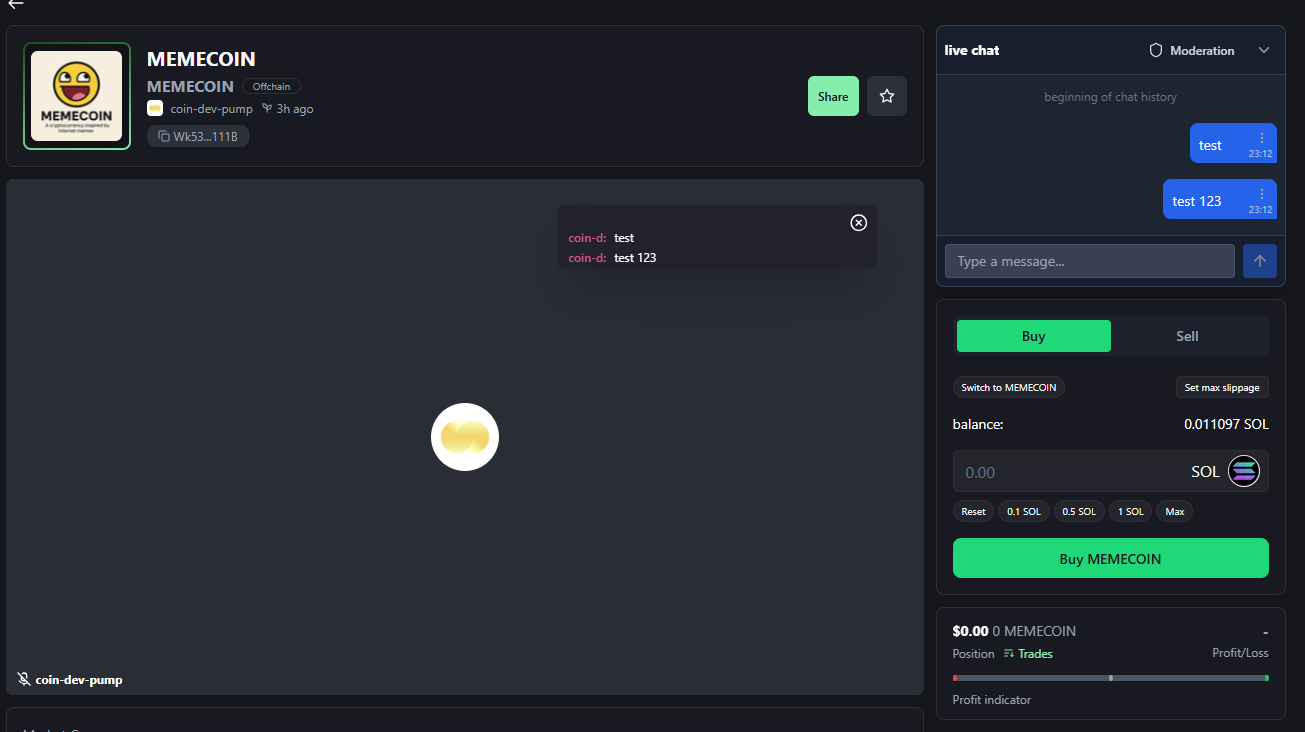 MEMECOIN
MEMECOIN Offchain
coin-dev-pump 3h ago
Wk53...111B
MEMECOIN
A cryptocurrency inspired by
internet memes
Share
coin-d: test
coin-d: test 123
coin-dev-pump
live chat
Moderation
beginning of chat history
test
23:12
test 123
23:12
Type a message...
Buy
Sell
Switch to MEMECOIN
Set max slippage
balance:
0.011097 SOL
0.00
SOL
Reset
0.1 SOL
0.5 SOL
1 SOL
Max
Buy MEMECOIN
$0.00 0 MEMECOIN
-
Position
Trades
Profit/Loss
Profit indicator